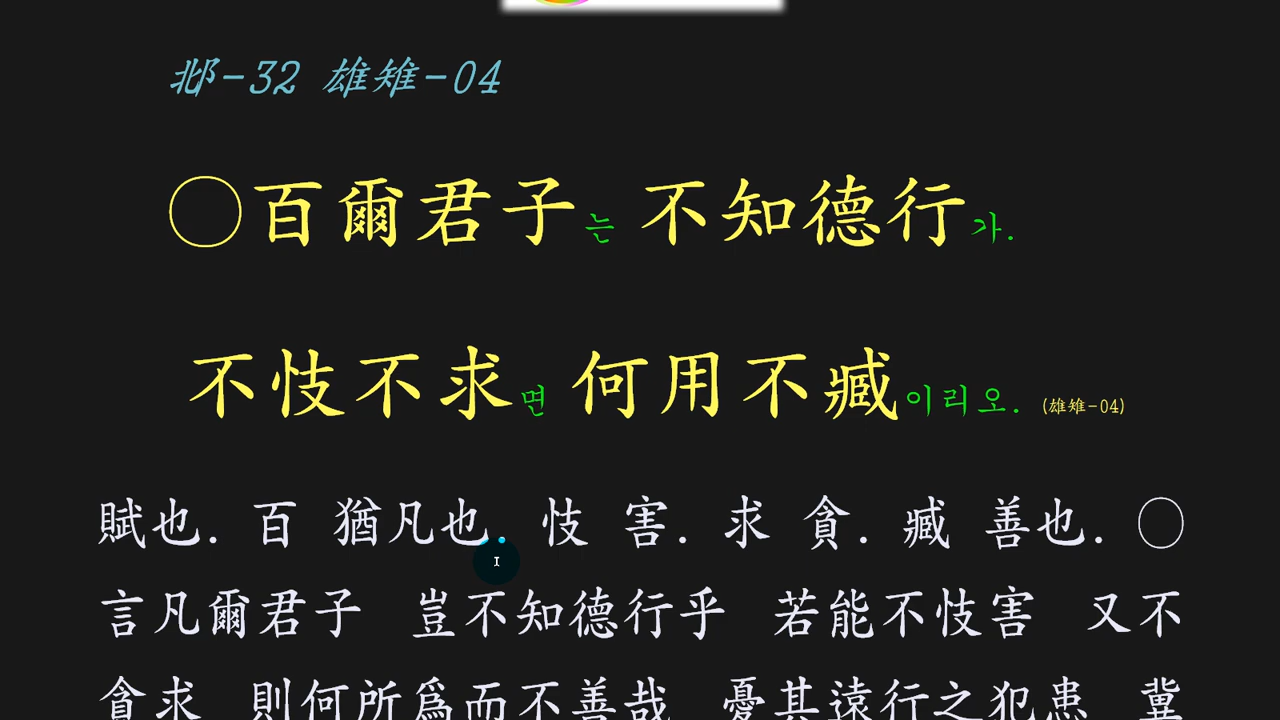 邶-32 雄雉-04
○百爾君子는 不知德行가.
不忮不求면 何用不臧이리오. (雄雉-04)
賦也. 百 猶凡也. 忮 害. 求 貪. 臧 善也. ○
言凡爾君子 豈不知德行乎 若能不忮害 又不
貪求 則何所爲而不善哉 憂其遠行之犯患 冀